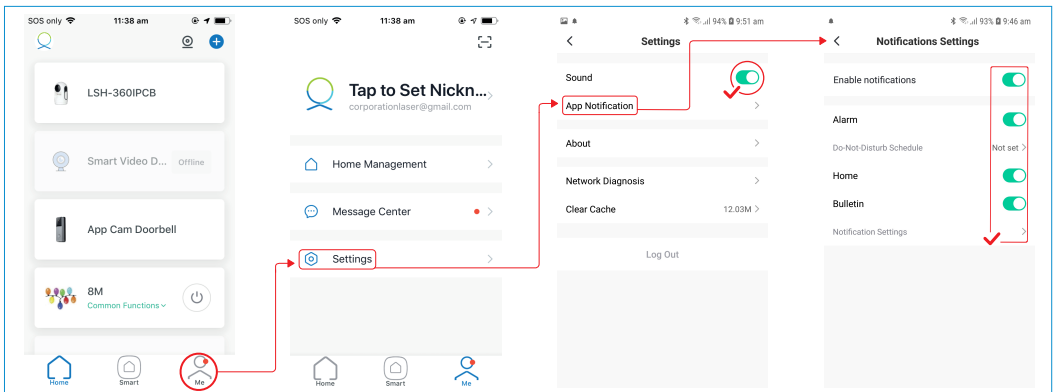 SOS only 11:38 am
LSH-360IPCB
Smart Video D... Offline
App Cam Doorbell
8M
Common Functions
Home Smart Me
SOS only 11:38 am
Tap to Set Nickn...
corporationlaser@gmail.com
Home Management
Message Center
Settings
Home Smart Me
94% 9:51 am
Settings
Sound
App Notification
About
Network Diagnosis
Clear Cache 12.03M
Log Out
93% 9:46 am
Notifications Settings
Enable notifications
Alarm
Do-Not-Disturb Schedule Not set
Home
Bulletin
Notification Settings